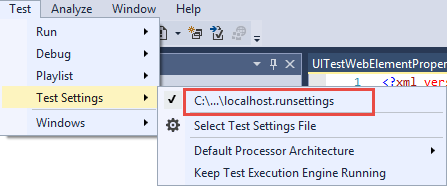 Test Analyze Window Help
Run
Debug
Playlist
Test Settings
Windows
C:\...\localhost.runsettings
Select Test Settings File
Default Processor Architecture
Keep Test Execution Engine Running
UITestWebElementProper
1 <?xml vers